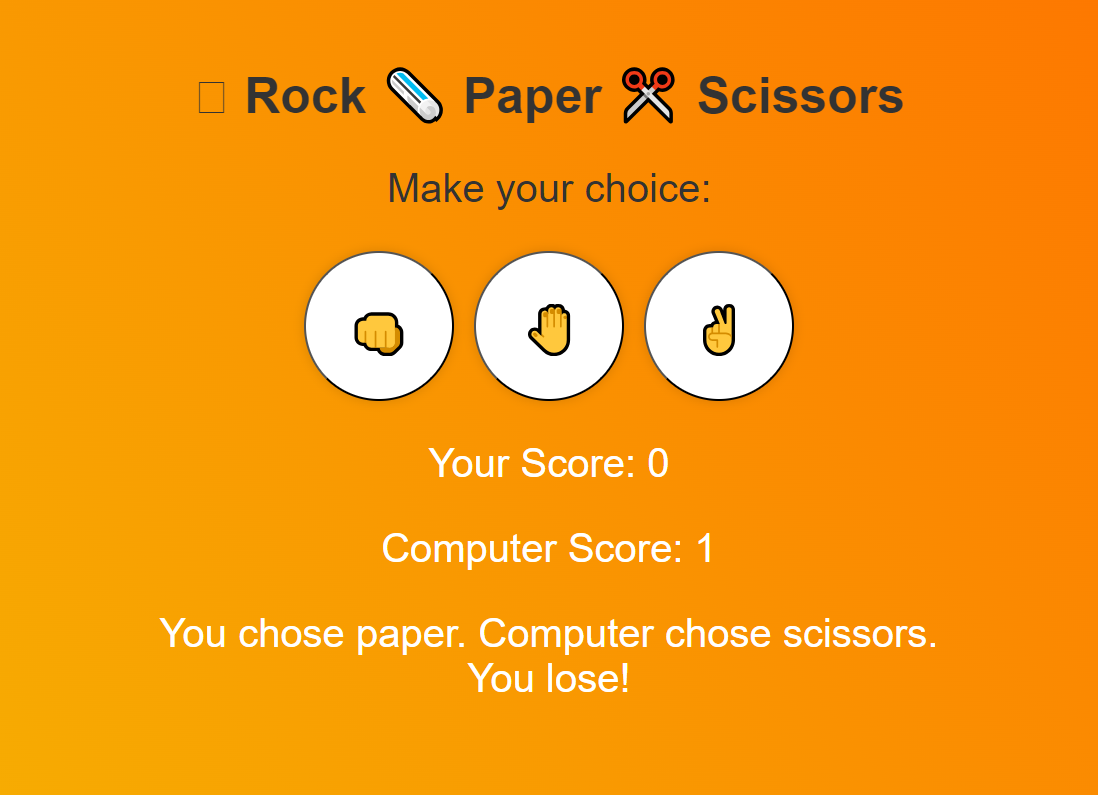 Rock Paper Scissors
Make your choice:
Your Score: 0
Computer Score: 1
You chose paper. Computer chose scissors.
You lose!